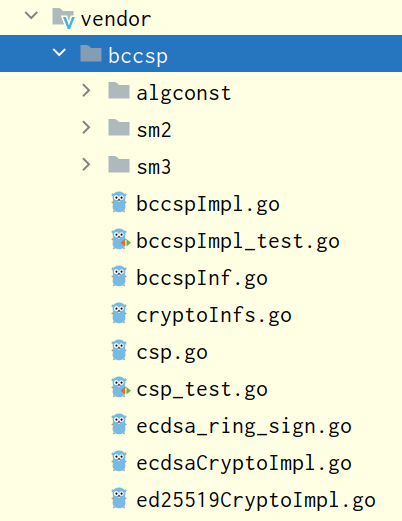 vendor
bccsp
algconst
sm2
sm3
bccspImpl.go
bccspImpl_test.go
bccspInf.go
cryptoInfs.go
csp.go
csp_test.go
ecdsa_ring_sign.go
ecdsaCryptoImpl.go
ed25519CryptoImpl.go